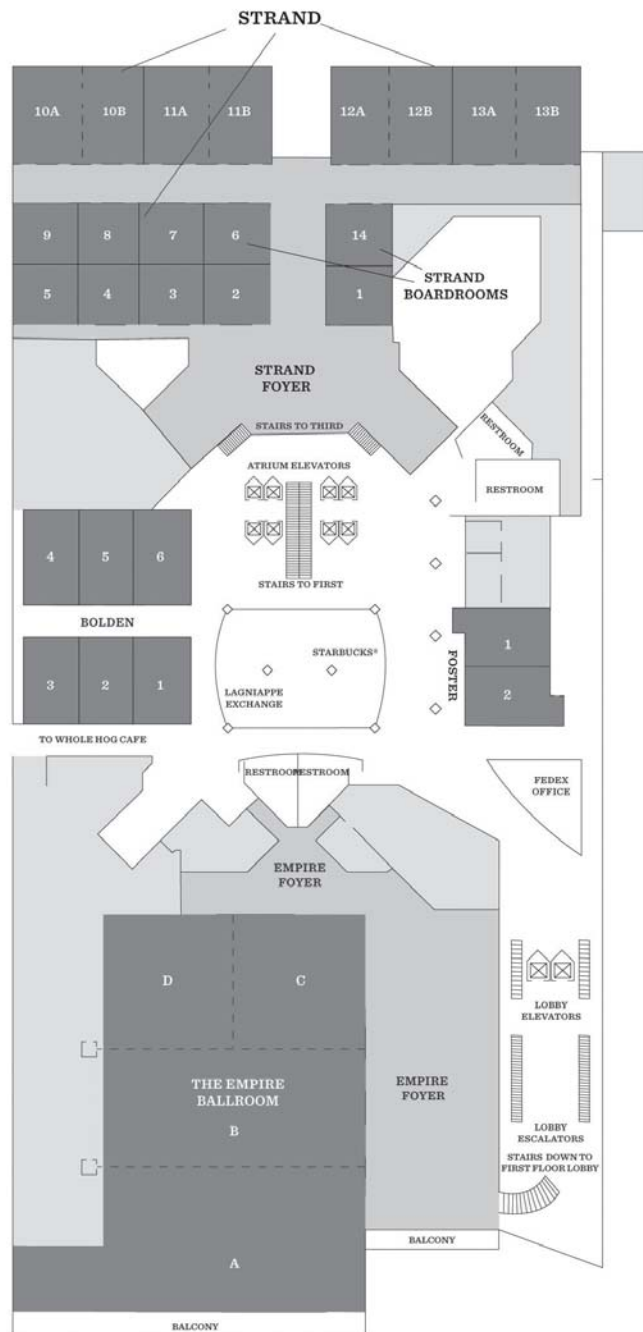 STRAND
10A 10B 11A 11B 12A 12B 13A 13B
9 8 7 6 14
STRAND
BOARDROOMS
5 4 3 2 1
STRAND
FOYER
STAIRS TO THIRD
RESTROOM
ATRIUM ELEVATORS
RESTROOM
4 5 6
STAIRS TO FIRST
BOLDEN
1
STARBUCKS®
FOSTER
3 2 1
LAGNIAPPE
EXCHANGE
2
TO WHOLE HOG CAFE
RESTROOM RESTROOM
FEDEX
OFFICE
EMPIRE
FOYER
D C
LOBBY
ELEVATORS
THE EMPIRE
BALLROOM
EMPIRE
FOYER
B
LOBBY
ESCALATORS
STAIRS DOWN TO
FIRST FLOOR LOBBY
BALCONY
A
BALCONY